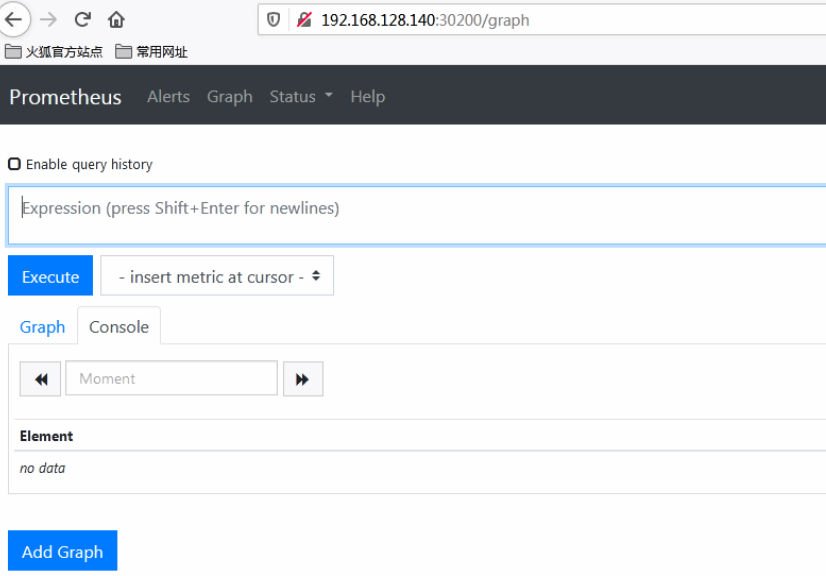 192.168.128.140:30200/graph
火狐官方站点 常用网址
Prometheus Alerts Graph Status Help
Enable query history
Expression (press Shift+Enter for newlines)
Execute - insert metric at cursor -
Graph Console
Moment
Element
no data
Add Graph